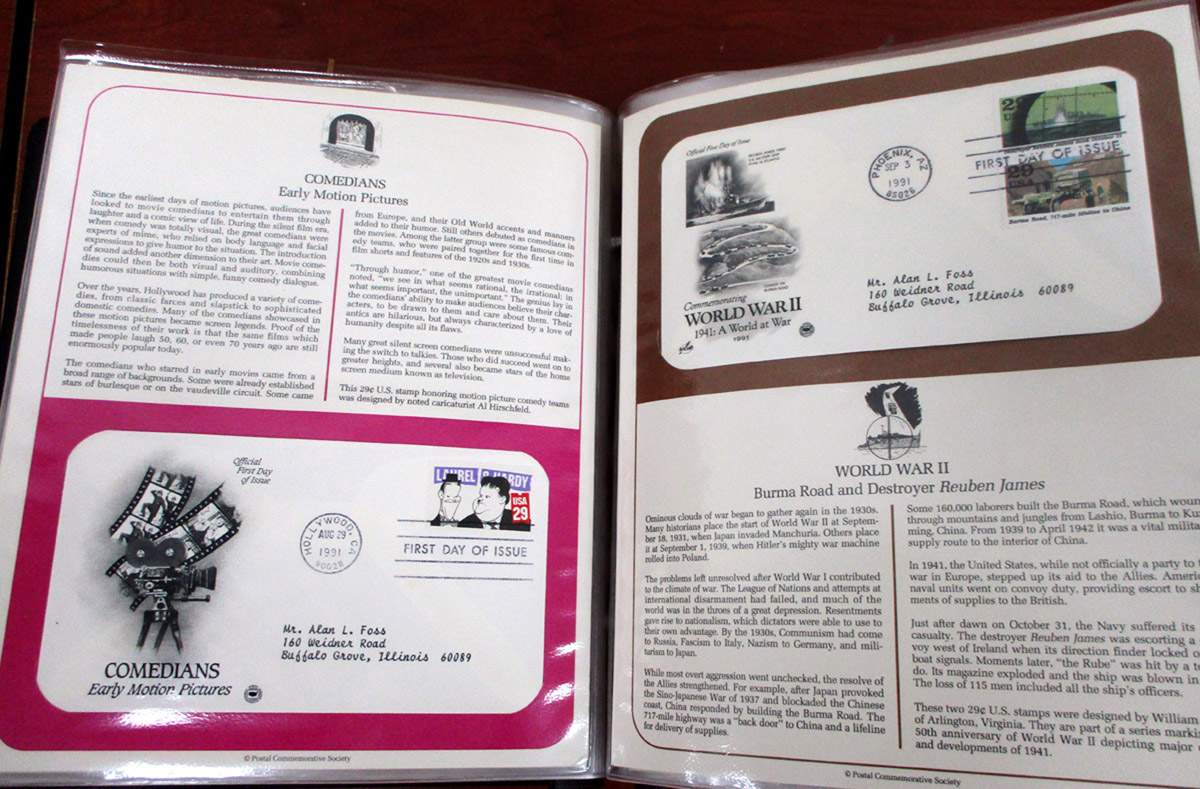 COMEDIANS
Early Motion Pictures
Since the earliest days of motion pictures, audiences have
looked to movie comedians to entertain them through
laughter and a comic view of life. During the silent film era,
when comedy was totally visual, the great comedians were
experts of mime, who relied on body language and facial
expressions to give humor to the situation. The introduction
of sound added another dimension to their art. Movie come-
dies could then be both visual and auditory, combining
humorous situations with simple, funny comedy dialogue.
Over the years, Hollywood has produced a variety of come-
dies, from classic farces and slapstick to sophisticated
domestic comedies. Many of the comedians showcased in
these motion pictures became screen legends. Proof of the
timelessness of their work is that the same films which
made people laugh 50, 60, or even 70 years ago are still
enormously popular today.
The comedians who starred in early movies came from a
broad range of backgrounds. Some were already established
stars of burlesque or on the vaudeville circuit. Some came
from Europe, and their Old World accents and manners
added to their humor. Still others debuted as comedians in
the movies. Among the latter group were some famous com-
edy teams, who were paired together for the first time in
film shorts and features of the 1920s and 1930s.
"Through humor," one of the greatest movie comedians
noted, "we see in what seems rational, the irrational; in
what seems important, the unimportant." The genius lay in
the comedians' ability to make audiences believe their char-
acters, to be drawn to them and care about them. Their
antics are hilarious, but always characterized by a love of
humanity despite all its flaws.
Many great silent screen comedians were unsuccessful mak-
ing the switch to talkies. Those who did succeed went on to
greater heights, and several also became stars of the home
screen medium known as television.
This 29¢ U.S. stamp honoring motion picture comedy teams
was designed by noted caricaturist Al Hirschfeld.
Official
First Day
of Issue
LAUREL & HARDY
USA
29
HOLLYWOOD, CA
AUG 29
1991
90028
FIRST DAY OF ISSUE
Mr. Alan L. Foss
160 Weidner Road
Buffalo Grove, Illinois 60089
COMEDIANS
Early Motion Pictures
© Postal Commemorative Society
Official First Day of Issue
PHOENIX, AZ
SEP 3
1991
85026
29
US
FIRST DAY OF ISSUE
29
USA
Burma Road, 717-mile lifeline to China
Commemorating
WORLD WAR II
1941: A World at War
1991
Mr. Alan L. Foss
160 Weidner Road
Buffalo Grove, Illinois 60089
WORLD WAR II
Burma Road and Destroyer Reuben James
Ominous clouds of war began to gather again in the 1930s.
Many historians place the start of World War II at Septem-
ber 18, 1931, when Japan invaded Manchuria. Others place
it at September 1, 1939, when Hitler's mighty war machine
rolled into Poland.
The problems left unresolved after World War I contributed
to the climate of war. The League of Nations and attempts at
international disarmament had failed, and much of the
world was in the throes of a great depression. Resentments
gave rise to nationalism, which dictators were able to use to
their own advantage. By the 1930s, Communism had come
to Russia, Fascism to Italy, Nazism to Germany, and mili-
tarism to Japan.
While most overt aggression went unchecked, the resolve of
the Allies strengthened. For example, after Japan provoked
the Sino-Japanese War of 1937 and blockaded the Chinese
coast, China responded by building the Burma Road. The
717-mile highway was a "back door" to China and a lifeline
for delivery of supplies.
Some 160,000 laborers built the Burma Road, which woun
through mountains and jungles from Lashio, Burma to Ku
ming, China. From 1939 to April 1942 it was a vital militar
supply route to the interior of China.
In 1941, the United States, while not officially a party to
war in Europe, stepped up its aid to the Allies. Ameri
naval units went on convoy duty, providing escort to sh
ments of supplies to the British.
Just after dawn on October 31, the Navy suffered its
casualty. The destroyer Reuben James was escorting a
voy west of Ireland when its direction finder locked o
boat signals. Moments later, "the Rube" was hit by a to
do. Its magazine exploded and the ship was blown in
The loss of 115 men included all the ship's officers.
These two 29¢ U.S. stamps were designed by William
of Arlington, Virginia. They are part of a series marki
50th anniversary of World War II depicting major
and developments of 1941.
© Postal Commemorative Society